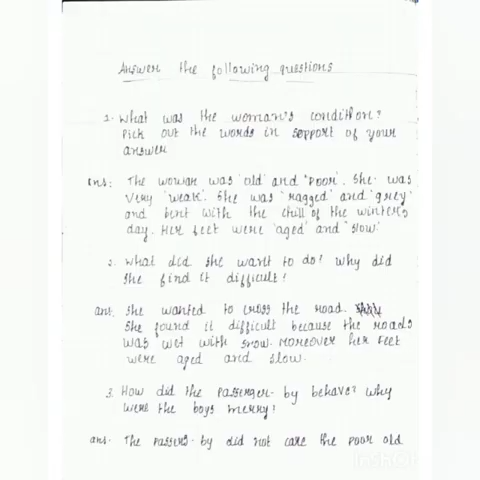 Answer the following questions
1. What was the woman's condition?
Pick out the words in support of your
answer
Ans: The woman was 'old' and 'poor'. She was
very 'weak'. She was 'ragged' and 'grey'
and bent with the chill of the winter's
day. Her feet were 'aged' and 'slow'
2. What did she want to do? Why did
she find it difficult?
ant. She wanted to cross the road.
She found it difficult because the roads
was wet with snow. Moreover her feet
were aged and slow.
3. How did the passenger-by behave? Why
were the boys merry?
ans. The passers-by did not care the poor old